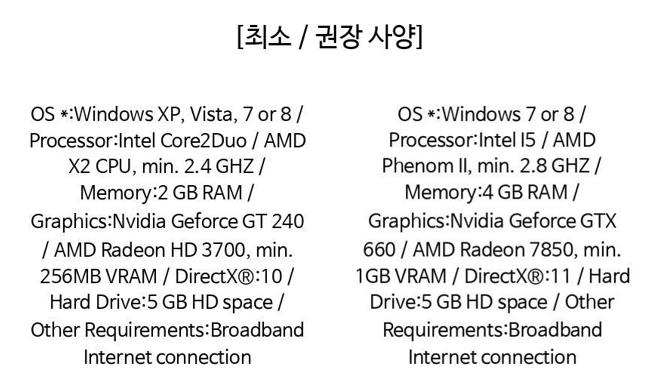 [최소 / 권장 사양]
OS *:Windows XP, Vista, 7 or 8 /
Processor:Intel Core2Duo / AMD
X2 CPU, min. 2.4 GHZ /
Memory:2 GB RAM /
Graphics:Nvidia Geforce GT 240
/ AMD Radeon HD 3700, min.
256MB VRAM / DirectX®:10 /
Hard Drive:5 GB HD space /
Other Requirements:Broadband
Internet connection
OS *:Windows 7 or 8 /
Processor:Intel I5 / AMD
Phenom II, min. 2.8 GHZ /
Memory:4 GB RAM /
Graphics:Nvidia Geforce GTX
660 / AMD Radeon 7850, min.
1GB VRAM / DirectX®:11 / Hard
Drive:5 GB HD space / Other
Requirements:Broadband
Internet connection